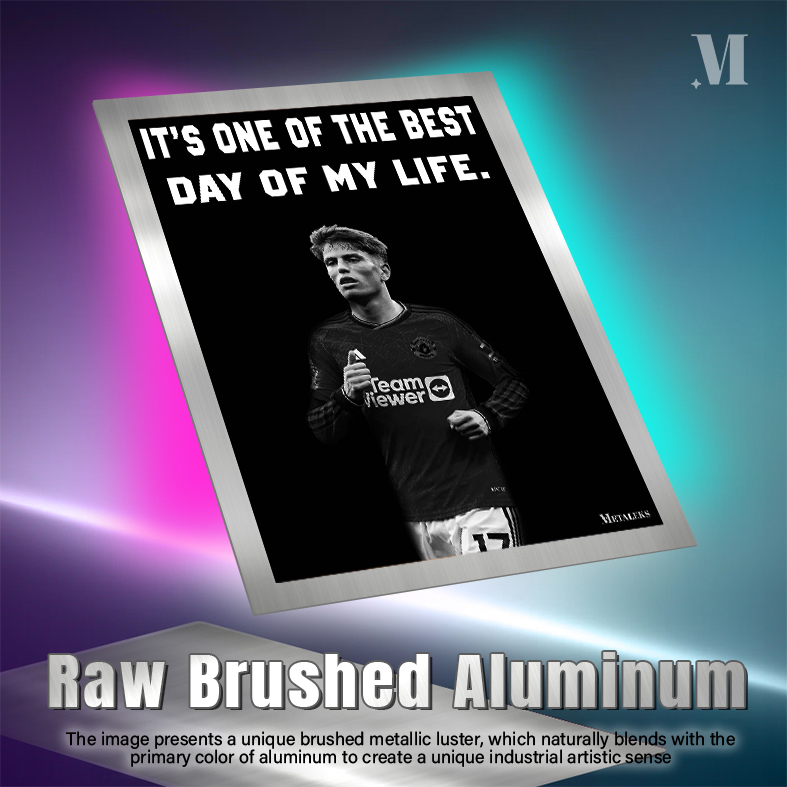 M
IT'S ONE OF THE BEST
DAY OF MY LIFE.
Team
Viewer
METALEKS
17
Raw Brushed Aluminum
The image presents a unique brushed metallic luster, which naturally blends with the
primary color of aluminum to create a unique industrial artistic sense